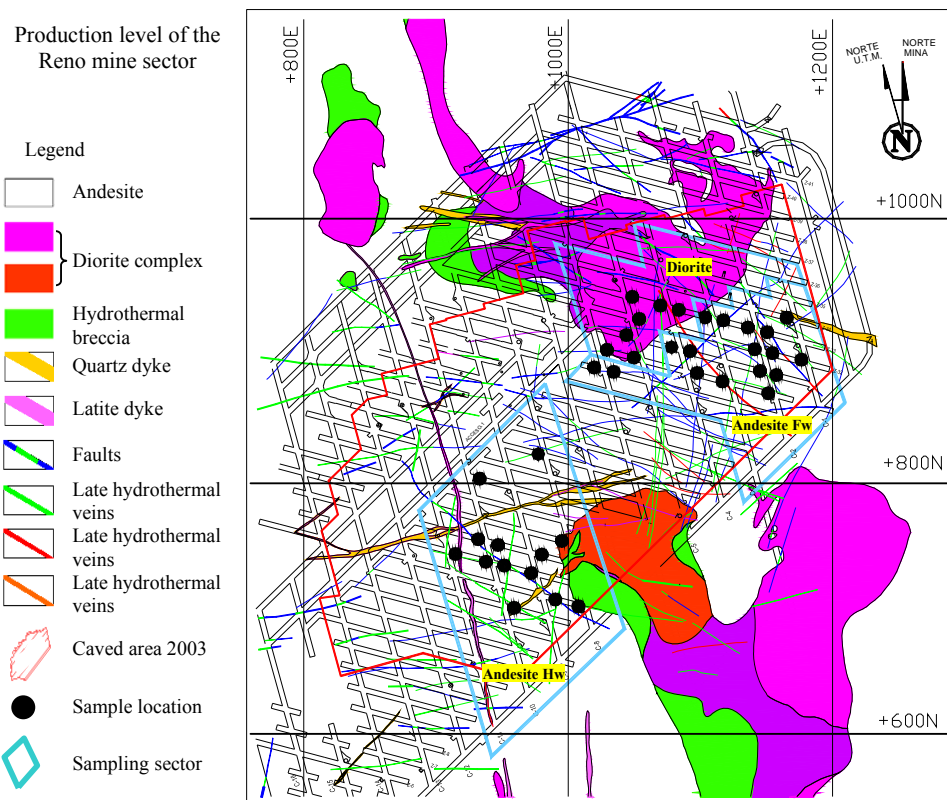 Production level of the
Reno mine sector
Legend
Andesite
Diorite complex
Hydrothermal
breccia
Quartz dyke
Latite dyke
Faults
Late hydrothermal
veins
Late hydrothermal
veins
Late hydrothermal
veins
Caved area 2003
Sample location
Sampling sector
+800E
+1000E
+1200E
NORTE
U.T.M.
NORTE
MINA
N
+1000N
Diorite
Andesite Fw
+800N
Andesite Hw
+600N